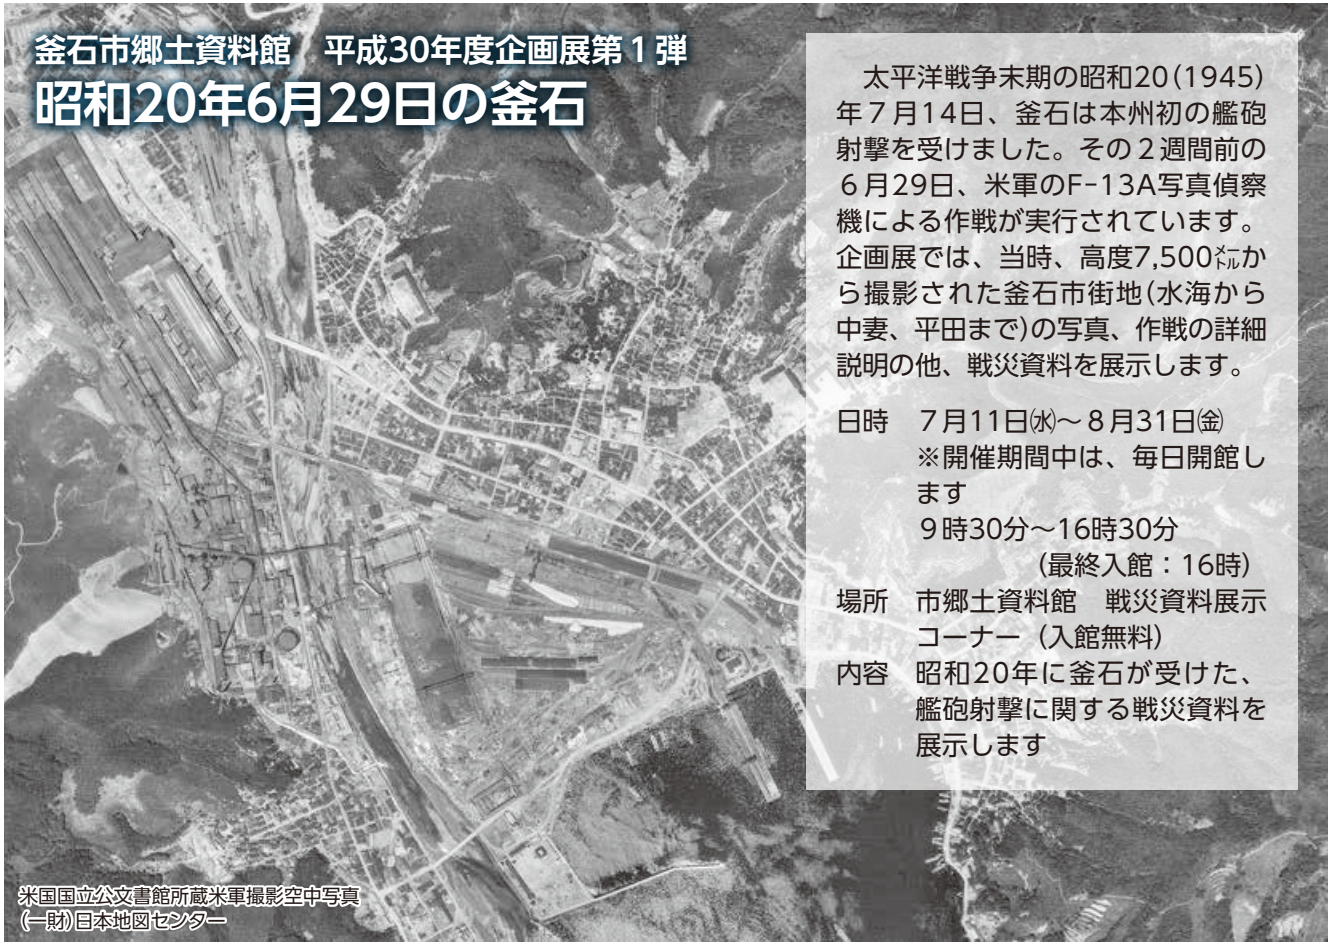 釜石市郷土資料館　平成30年度企画展第１弾
昭和20年6月29日の釜石
　太平洋戦争末期の昭和20(1945)
年７月14日、釜石は本州初の艦砲
射撃を受けました。その２週間前の
６月29日、米軍のF-13A写真偵察
機による作戦が実行されています。
企画展では、当時、高度7,500㍍か
ら撮影された釜石市街地(水海から
中妻、平田まで)の写真、作戦の詳細
説明の他、戦災資料を展示します。
日時　７月11日㈬～８月31日㈮
※開催期間中は、毎日開館し
ます
９時30分～16時30分
(最終入館：16時)
場所　市郷土資料館　戦災資料展示
コーナー（入館無料）
内容　昭和20年に釜石が受けた、
艦砲射撃に関する戦災資料を
展示します
米国国立公文書館所蔵米軍撮影空中写真
(一財)日本地図センター